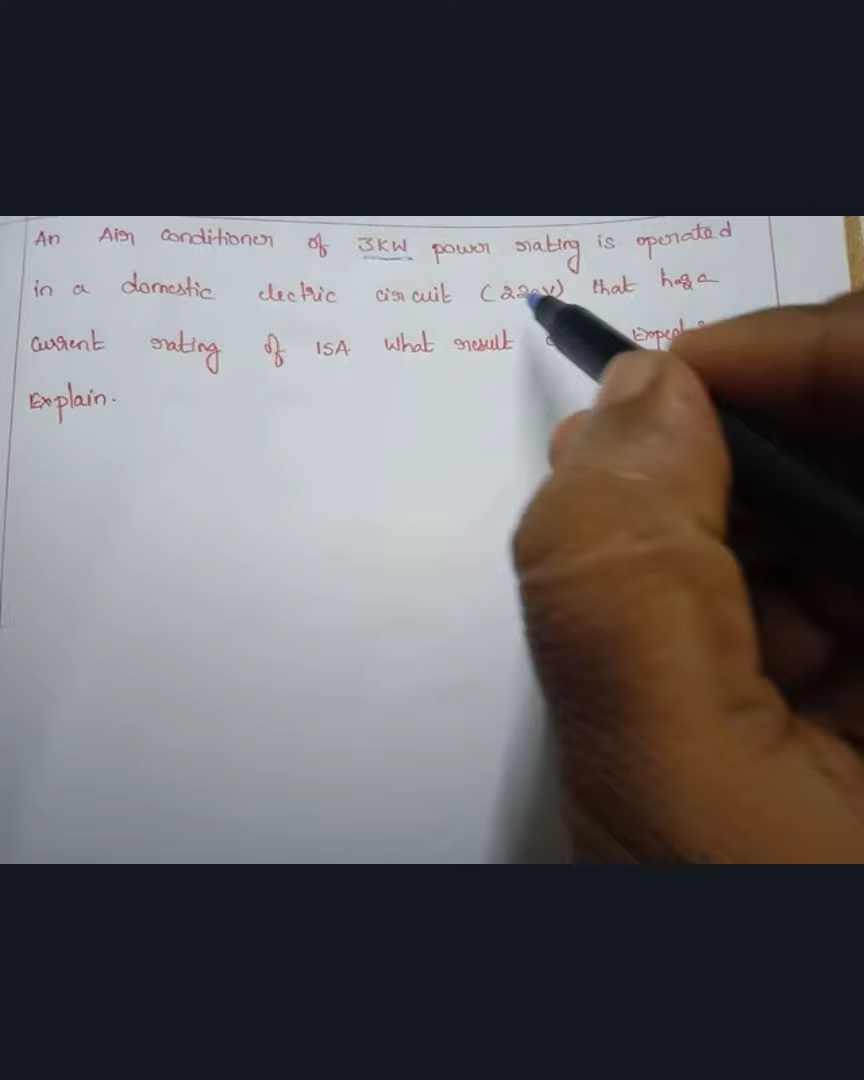 An Air conditioner of 3KW power rating is operated
in a domestic electric circuit (220V) that has a
current rating of 15A What result
Explain.